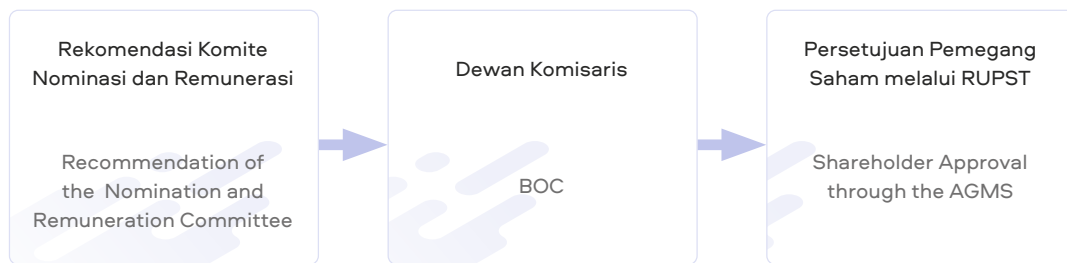 Rekomendasi Komite
Nominasi dan Remunerasi
Recommendation of
the Nomination and
Remuneration Committee
Dewan Komisaris
BOC
Persetujuan Pemegang
Saham melalui RUPST
Shareholder Approval
through the AGMS